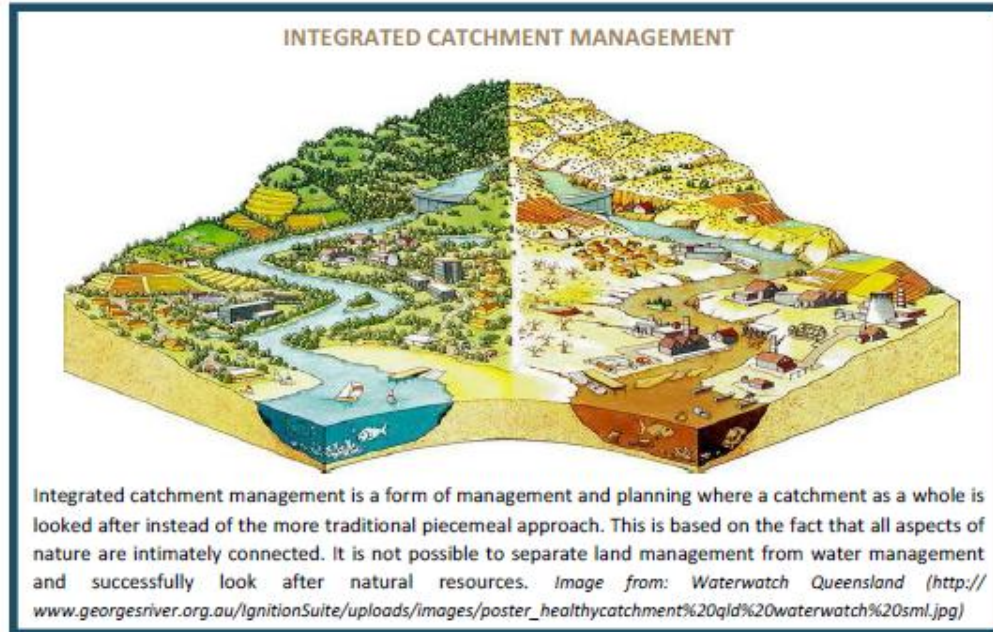 INTEGRATED CATCHMENT MANAGEMENT
Integrated catchment management is a form of management and planning where a catchment as a whole is
looked after instead of the more traditional piecemeal approach. This is based on the fact that all aspects of
nature are intimately connected. It is not possible to separate land management from water management
and successfully look after natural resources. Image from: Waterwatch Queensland (http://
www.georgesriver.org.au/IgnitionSuite/uploads/images/poster_healthycatchment%20qld%20waterwatch%20sml.jpg)